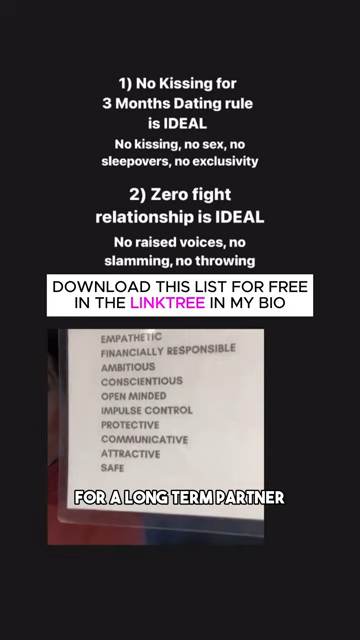 1) No Kissing for
3 Months Dating rule
is IDEAL
No kissing, no sex, no
sleepovers, no exclusivity
2) Zero fight
relationship is IDEAL
No raised voices, no
slamming, no throwing
DOWNLOAD THIS LIST FOR FREE
IN THE LINKTREE IN MY BIO
EMPATHETIC
FINANCIALLY RESPONSIBLE
AMBITIOUS
CONSCIENTIOUS
OPEN MINDED
IMPULSE CONTROL
PROTECTIVE
COMMUNICATIVE
ATTRACTIVE
SAFE
FOR A LONG TERM PARTNER